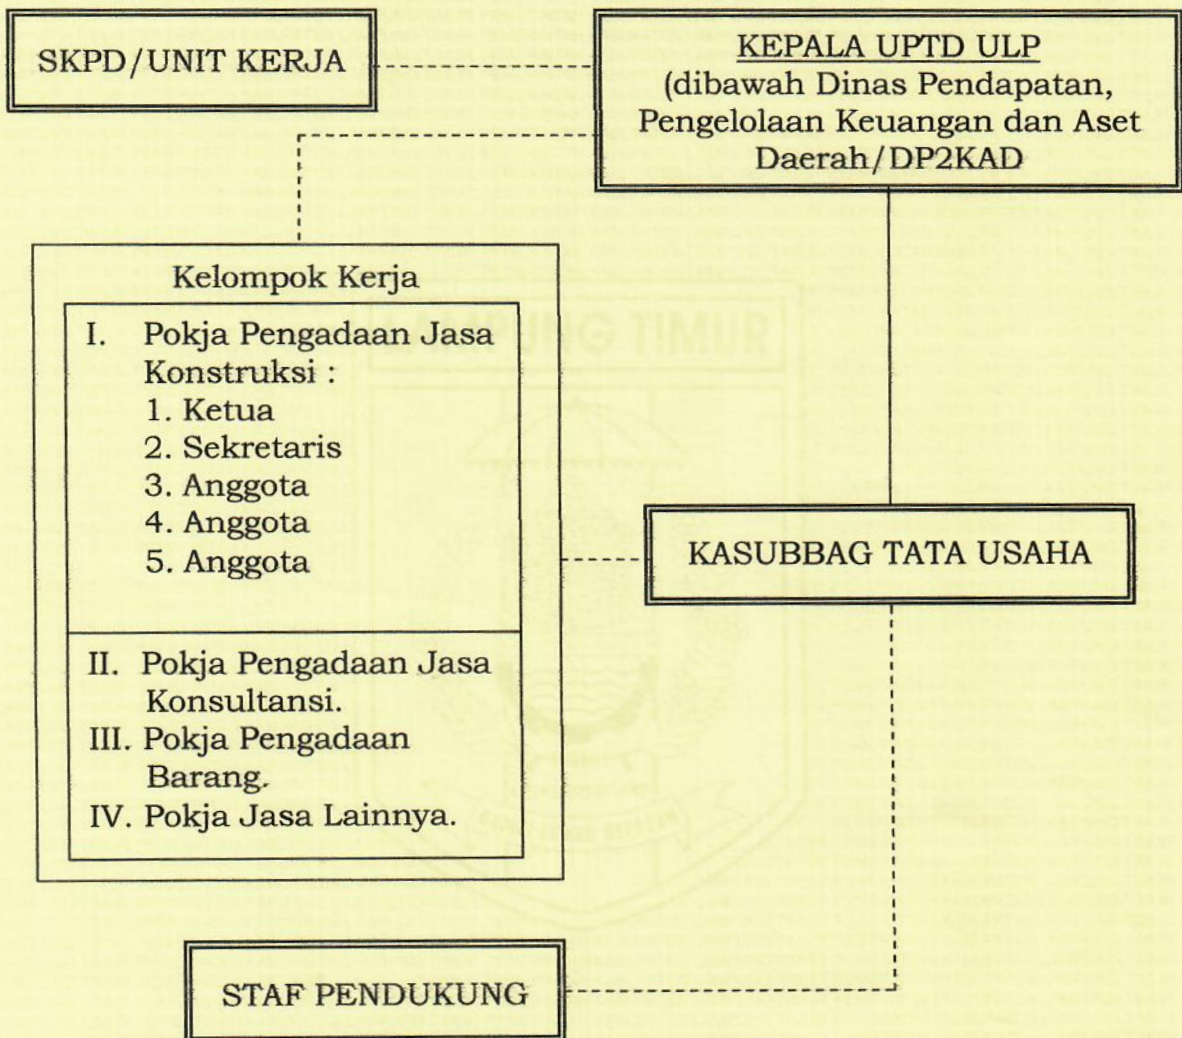 SKPD/UNIT KERJA
KEPALA UPTD ULP
(dibawah Dinas Pendapatan,
Pengelolaan Keuangan dan Aset
Daerah/DP2KAD
Kelompok Kerja
I. Pokja Pengadaan Jasa
Konstruksi :
1. Ketua
2. Sekretaris
3. Anggota
4. Anggota
5. Anggota
LAMPUNG TIMUR
KASUBBAG TATA USAHA
II. Pokja Pengadaan Jasa
Konsultansi.
III. Pokja Pengadaan
Barang.
IV. Pokja Jasa Lainnya.
STAF PENDUKUNG